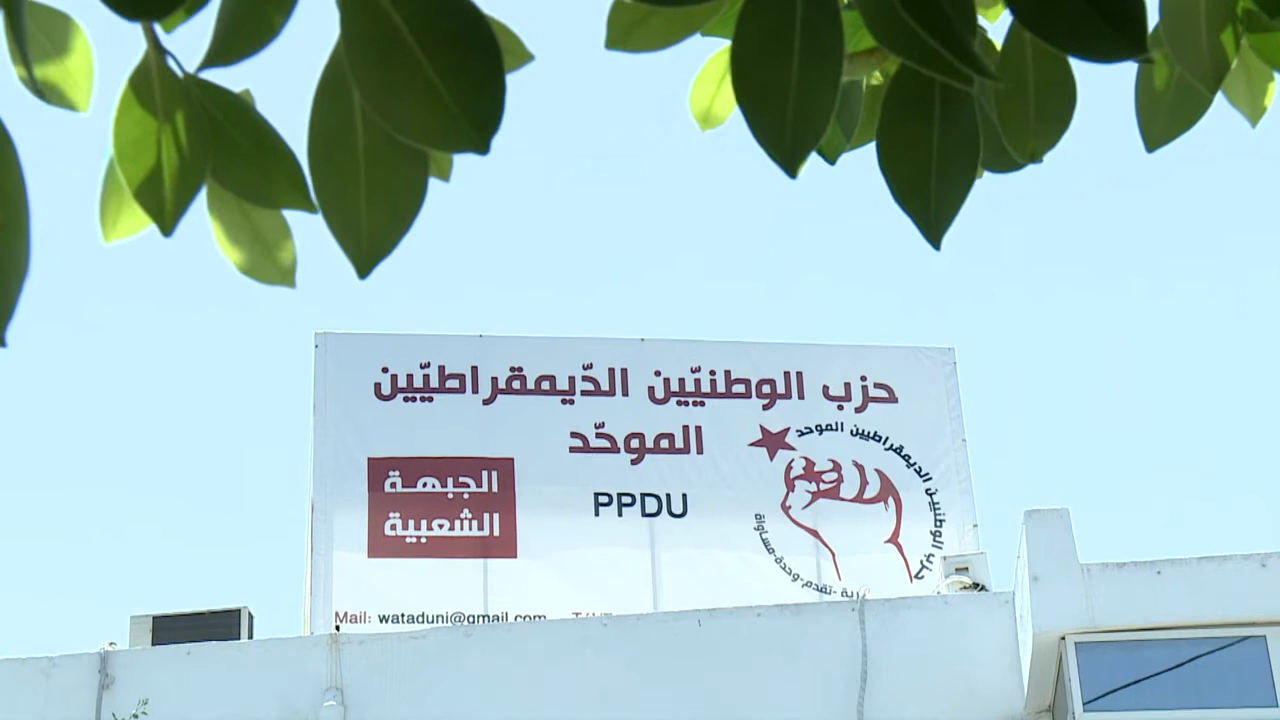 حزب الوطنيّين الدّيمقراطيّين
الموحّد
حزب الوطنيين الديمقراطيين الموحد
الجبهة
الشعبية
PPDU
تقدم-وحدة-مساواة
Mail: wataduni@gmail.com